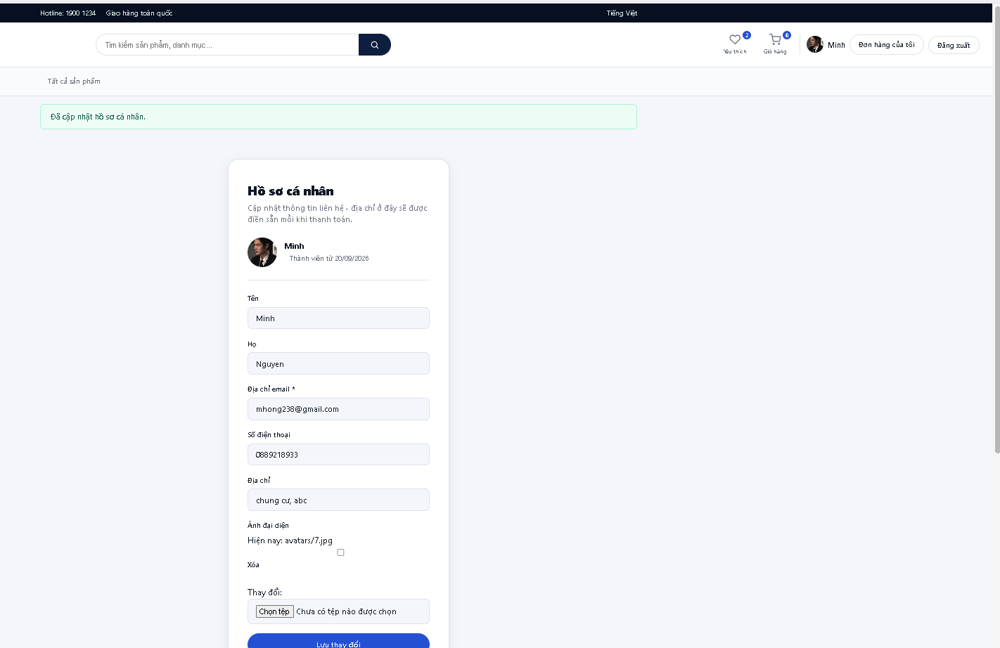 Hotline: 1900 1234 Giao hàng toàn quốc Tiếng Việt
Tìm kiếm sản phẩm, danh mục...
2
Yêu thích
0
Giỏ hàng
Minh
Đơn hàng của tôi
Đăng xuất
Tất cả sản phẩm
Đã cập nhật hồ sơ cá nhân.
Hồ sơ cá nhân
Cập nhật thông tin liên hệ - địa chỉ ở đây sẽ được
điền sẵn mỗi khi thanh toán.
Minh
Thành viên từ 20/09/2026
Tên
Minh
Họ
Nguyen
Địa chỉ email *
mhong238@gmail.com
Số điện thoại
0889218933
Địa chỉ
chung cư, abc
Ảnh đại diện
Hiện nay: avatars/7.jpg
Xóa
Thay đổi:
Chọn tệp Chưa có tệp nào được chọn
Lưu thay đổi